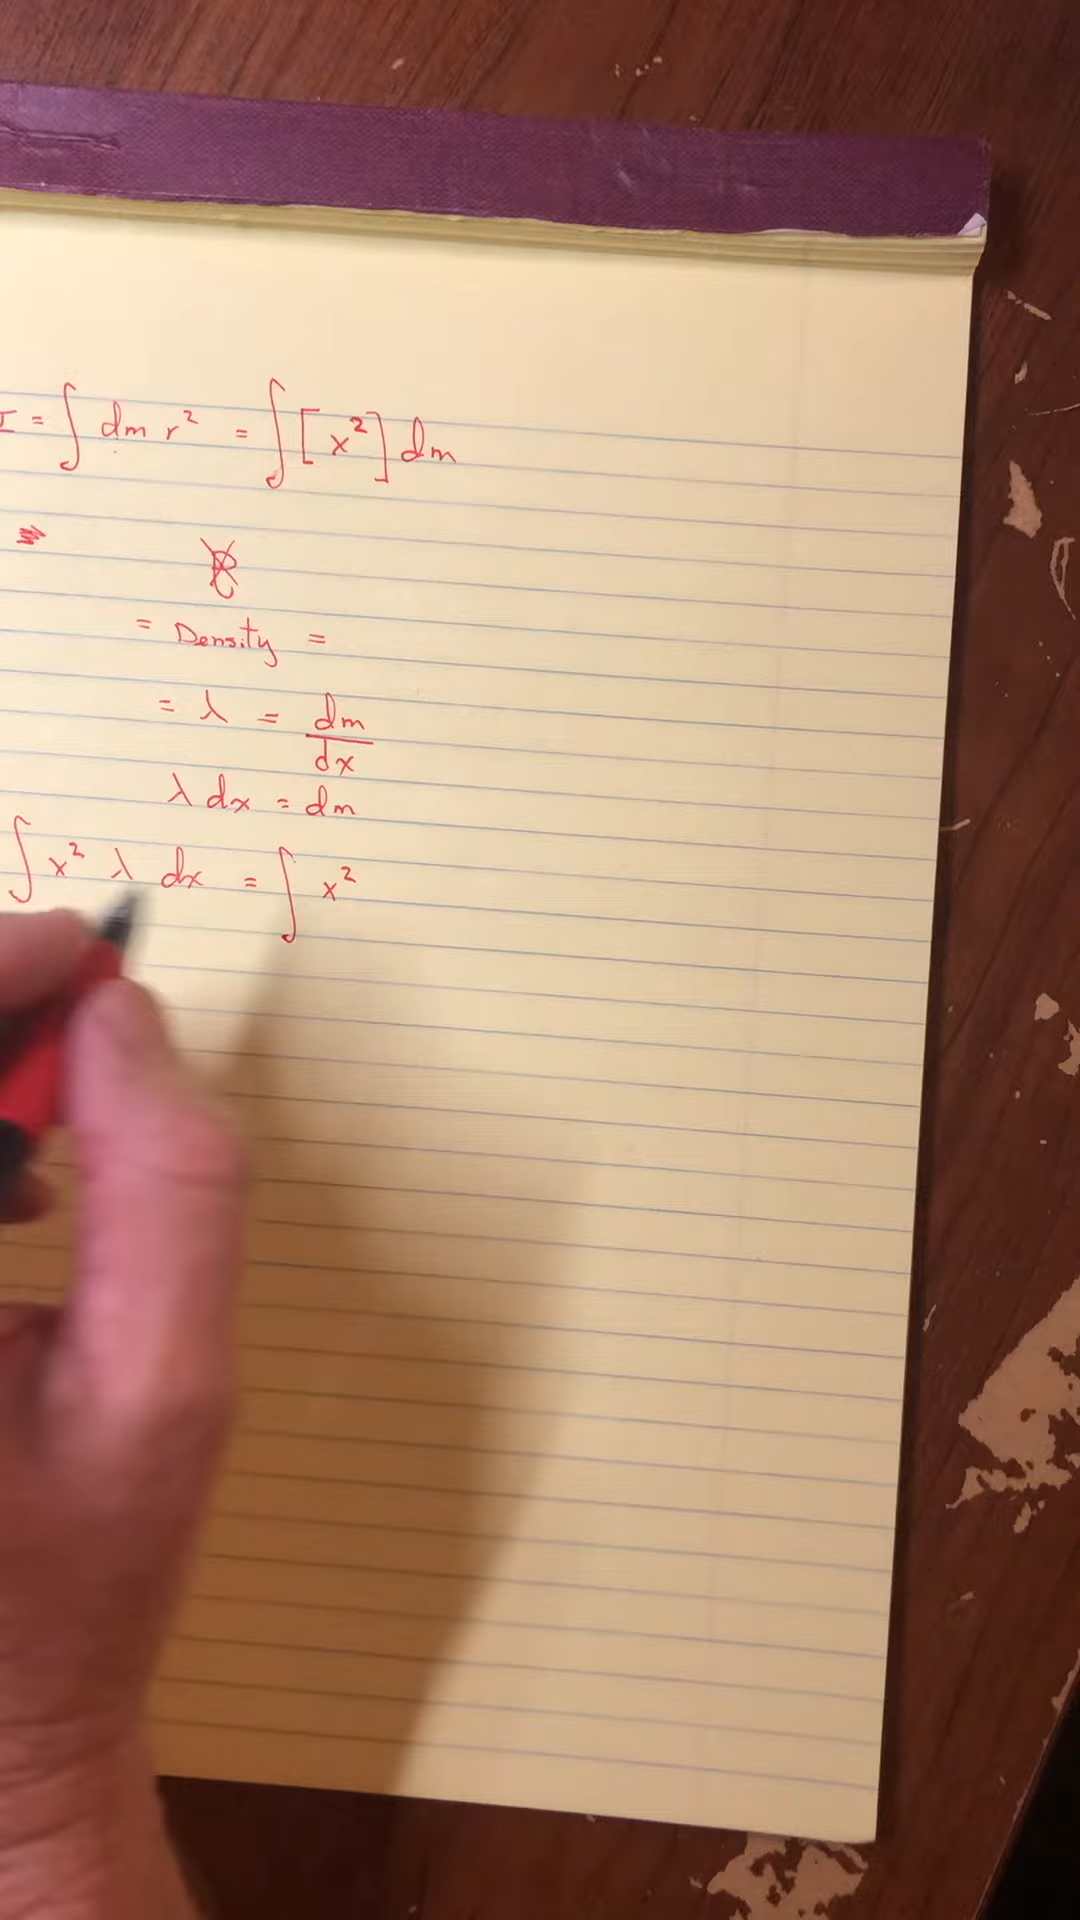 I = ∫ dm r² = ∫ [x²] dm
= Density =
= λ = dm/dx
λ dx = dm
∫ x² λ dx = ∫ x²